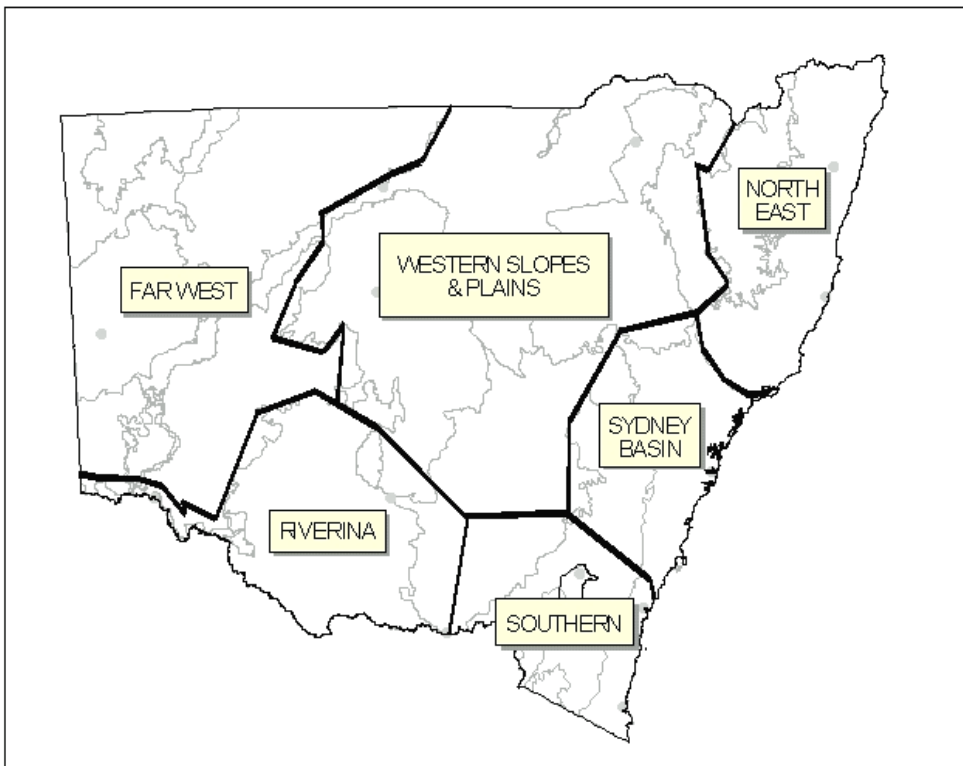 NORTH
EAST
WESTERN SLOPES
& PLAINS
FAR WEST
SYDNEY
BASIN
RIVERINA
SOUTHERN